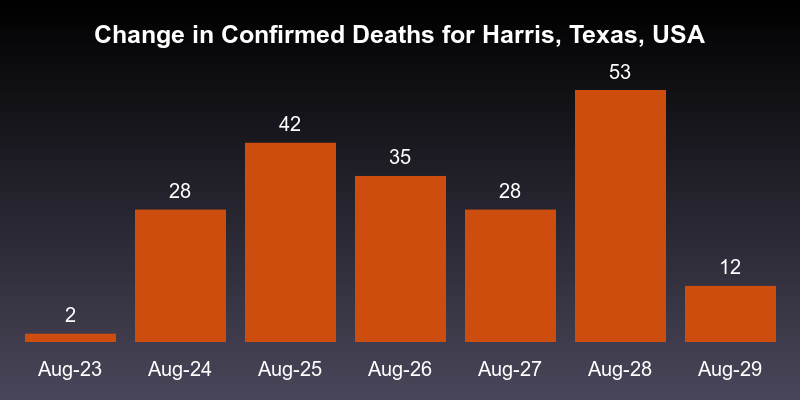 Change in Confirmed Deaths for Harris, Texas, USA
2
28
42
35
28
53
12
Aug-23
Aug-24
Aug-25
Aug-26
Aug-27
Aug-28
Aug-29